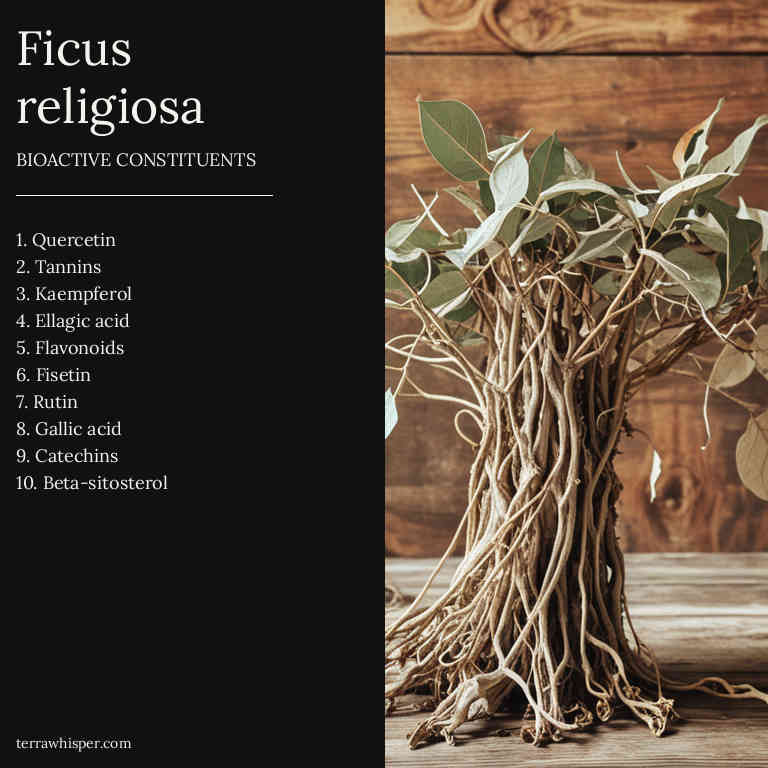 Ficus
religiosa
BIOACTIVE CONSTITUENTS
1. Quercetin
2. Tannins
3. Kaempferol
4. Ellagic acid
5. Flavonoids
6. Fisetin
7. Rutin
8. Gallic acid
9. Catechins
10. Beta-sitosterol
terrawhisper.com